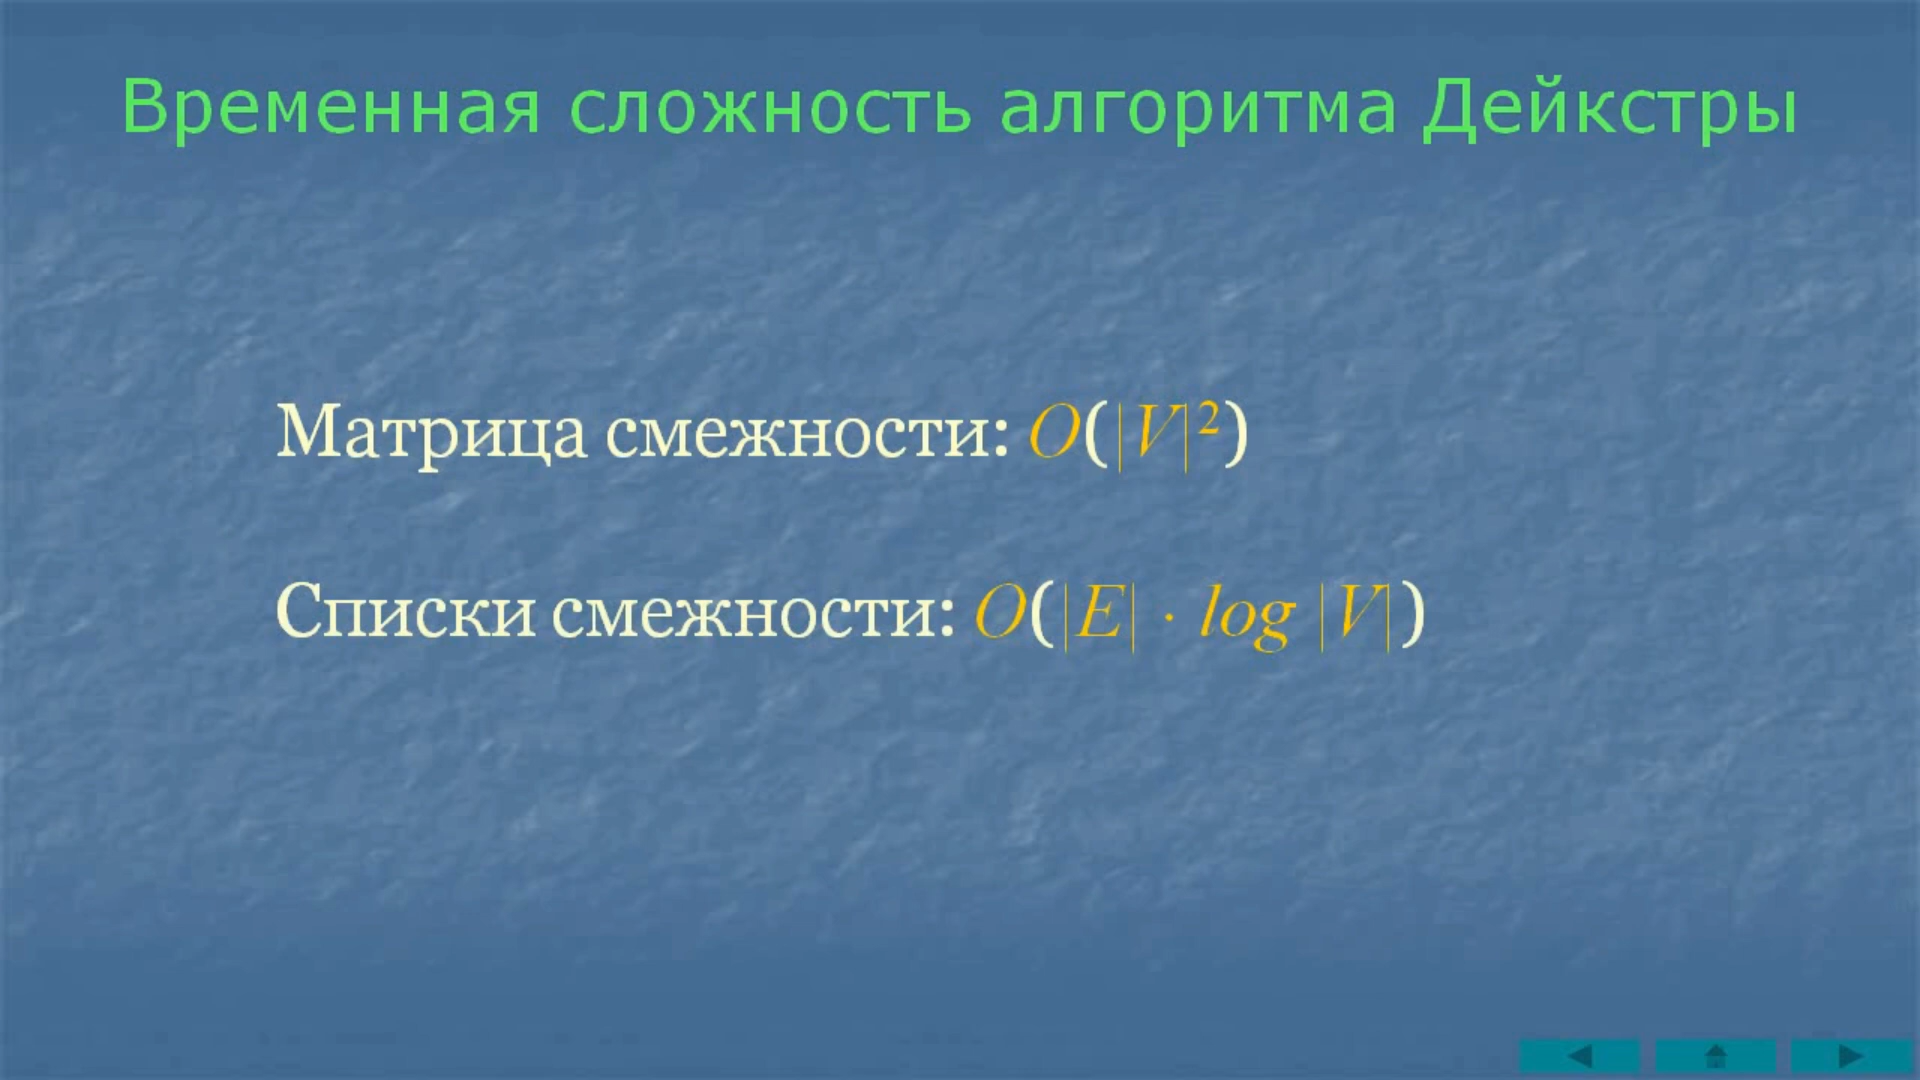 Временная сложность алгоритма Дейкстры
Матрица смежности: O(|V|²)
Списки смежности: O(|E| · log |V|)